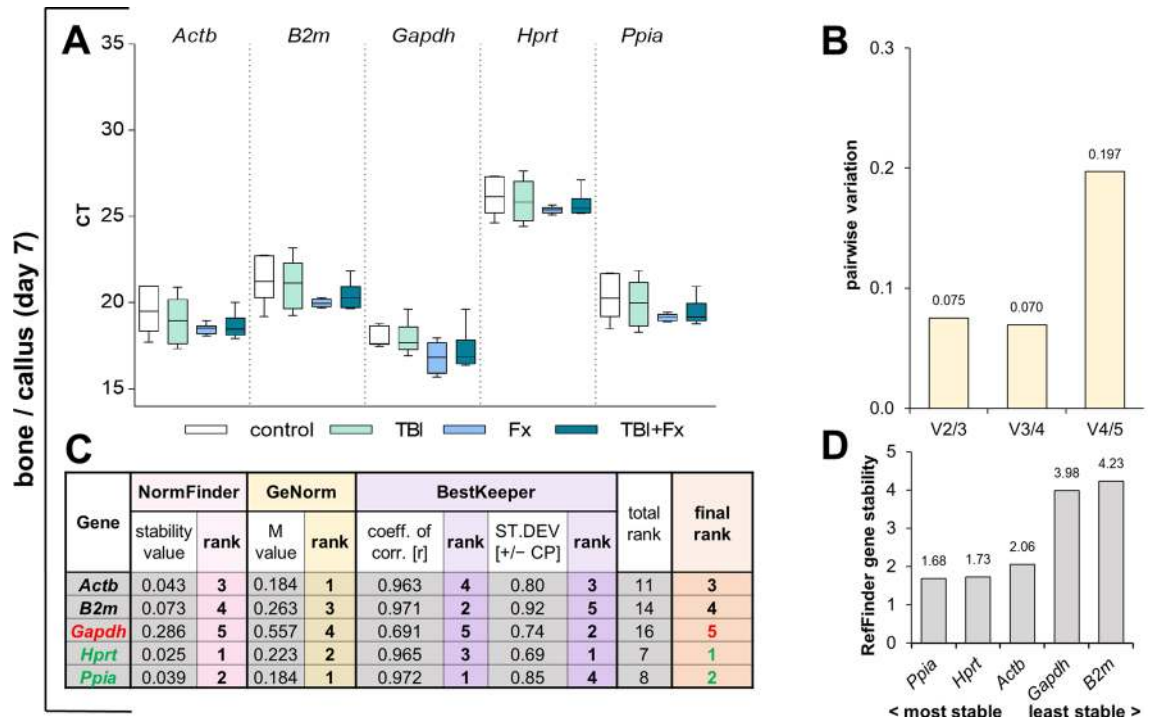 bone / callus (day 7)
A
Actb B2m Gapdh Hprt Ppia
35
30
25
20
15
CT
control TBI Fx TBI+Fx
B
0.3
0.2
0.1
0.0
pairwise variation
0.075 0.070 0.197
V2/3 V3/4 V4/5
C
Gene NormFinder GeNorm BestKeeper total rank final rank
stability value rank M value rank coeff. of corr. [r] rank ST.DEV [+/− CP] rank
Actb 0.043 3 0.184 1 0.963 4 0.80 3 11 3
B2m 0.073 4 0.263 3 0.971 2 0.92 5 14 4
Gapdh 0.286 5 0.557 4 0.691 5 0.74 2 16 5
Hprt 0.025 1 0.223 2 0.965 3 0.69 1 7 1
Ppia 0.039 2 0.184 1 0.972 1 0.85 4 8 2
D
5
4
3
2
1
0
RefFinder gene stability
1.68 1.73 2.06 3.98 4.23
Ppia Hprt Actb Gapdh B2m
< most stable least stable >